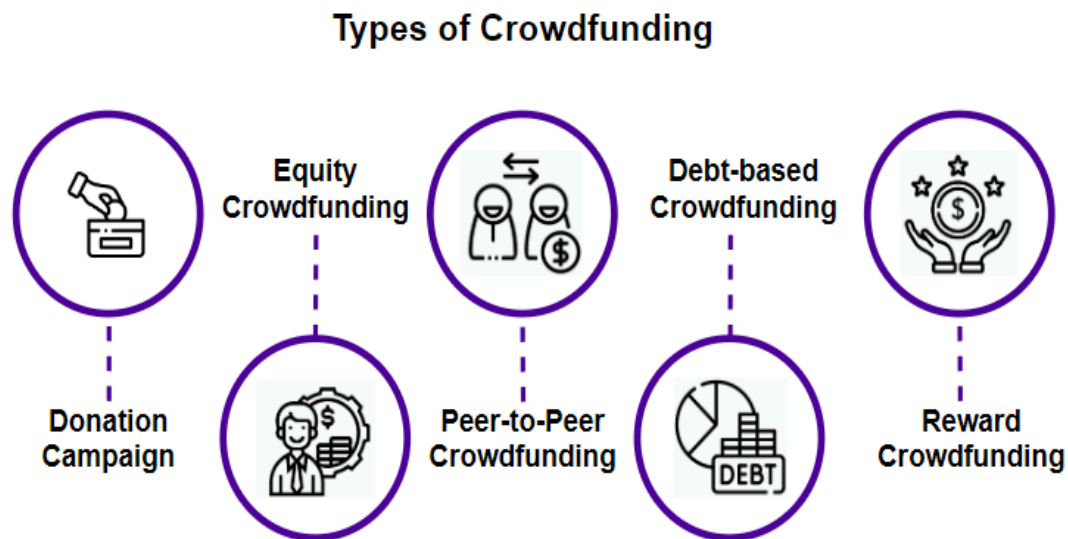 Types of Crowdfunding
Equity
Crowdfunding
Debt-based
Crowdfunding
$
$
$
DEBT
Donation
Campaign
Peer-to-Peer
Crowdfunding
Reward
Crowdfunding